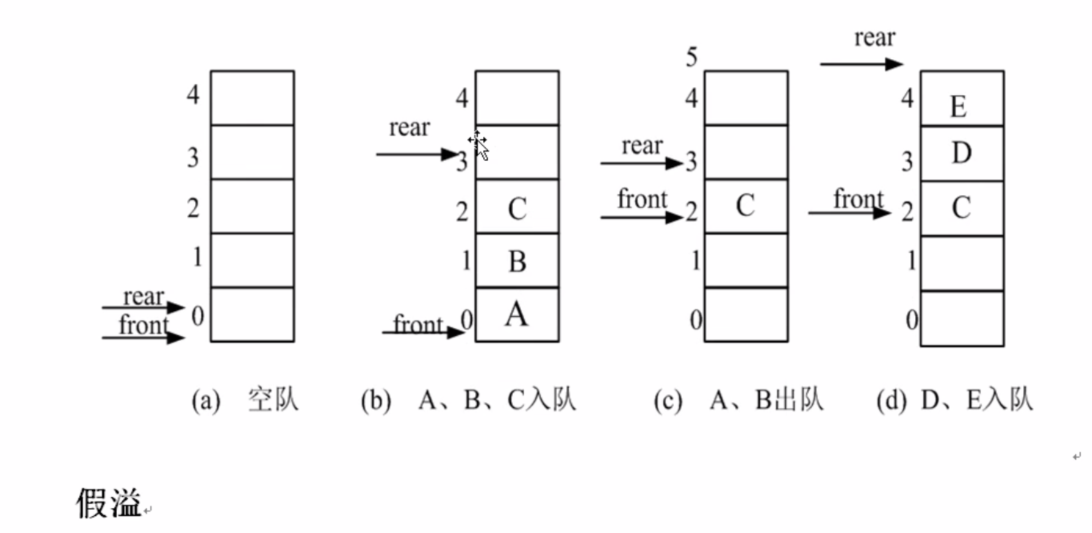 rear
5
4
4
4
4
E
rear
3
3
rear
3
3
D
2
2
C
front
2
C
front
2
C
1
1
B
1
1
rear
front
0
front
0
A
0
0
(a) 空队
(b) A、B、C入队
(c) A、B出队
(d) D、E入队
假溢